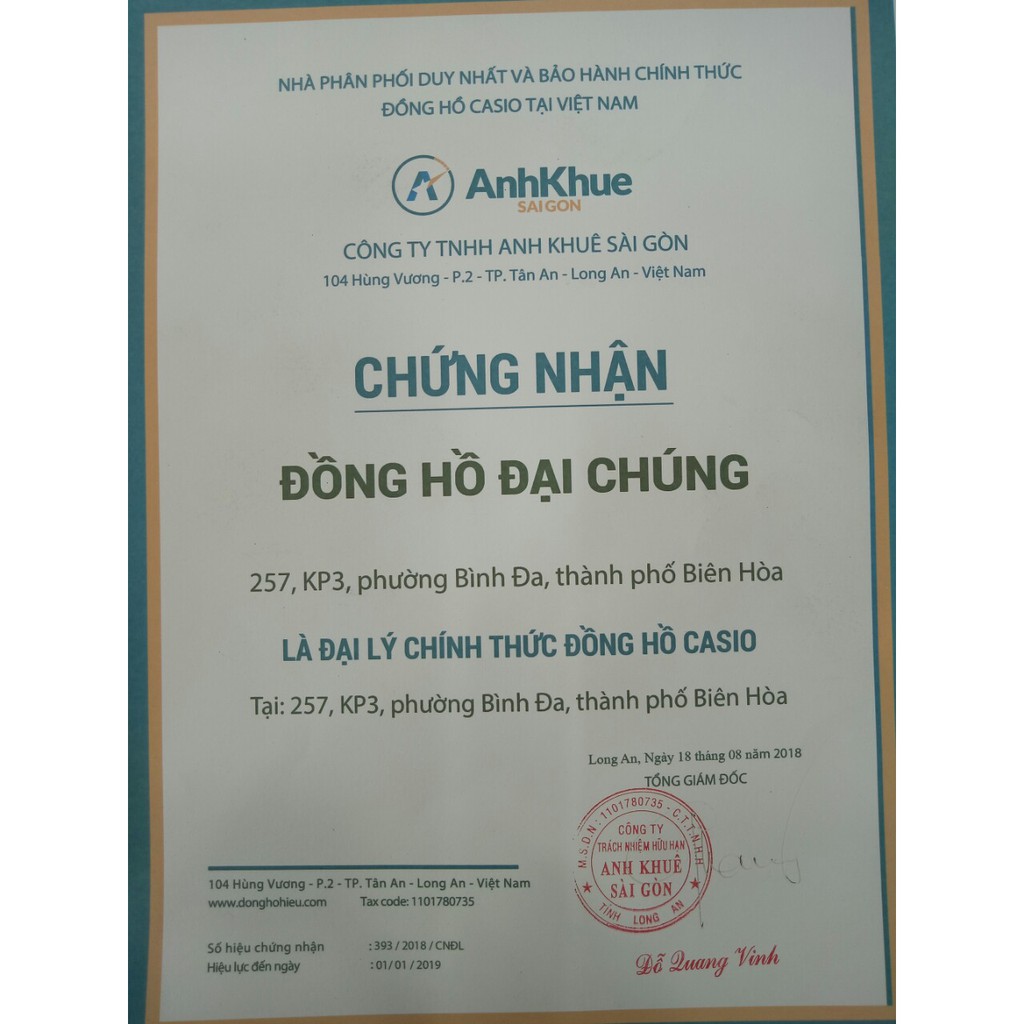 NHÀ PHÂN PHỐI DUY NHẤT VÀ BẢO HÀNH CHÍNH THỨC
ĐỒNG HỒ CASIO TẠI VIỆT NAM
A AnhKhue
SAI GON
CÔNG TY TNHH ANH KHUÊ SÀI GÒN
104 Hùng Vương - P.2 - TP. Tân An - Long An - Việt Nam
CHỨNG NHẬN
ĐỒNG HỒ ĐẠI CHÚNG
257, KP3, phường Bình Đa, thành phố Biên Hòa
LÀ ĐẠI LÝ CHÍNH THỨC ĐỒNG HỒ CASIO
Tại: 257, KP3, phường Bình Đa, thành phố Biên Hòa
Long An, Ngày 18 tháng 08 năm 2018
TỔNG GIÁM ĐỐC
M.S.D.N: 1101780735 - C.T.T.N.H.H
CÔNG TY
TRÁCH NHIỆM HỮU HẠN
ANH KHUÊ
SÀI GÒN
TỈNH LONG AN
104 Hùng Vương - P.2 - TP. Tân An - Long An - Việt Nam
www.donghohieu.com Tax code: 1101780735
Số hiệu chứng nhận : 393 / 2018 / CNĐL
Hiệu lực đến ngày : 01/ 01 / 2019
Đỗ Quang Vinh